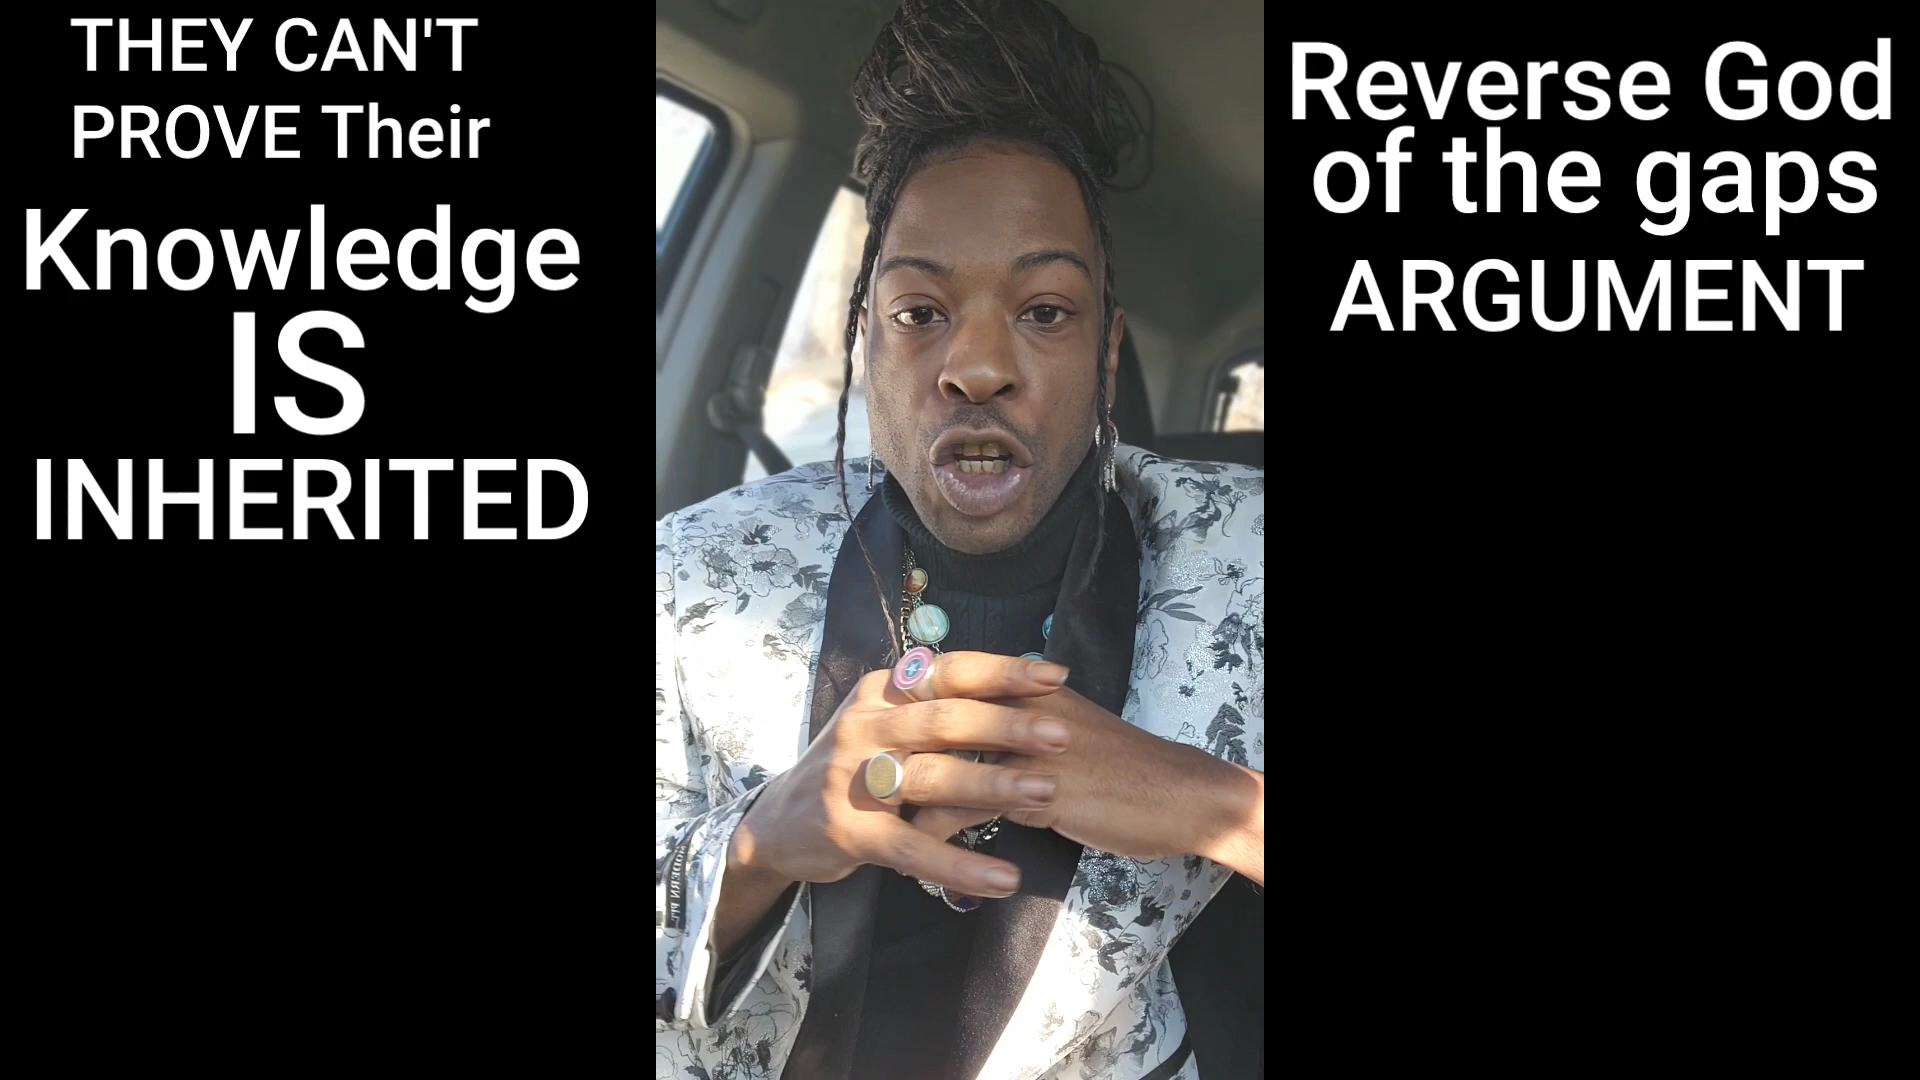 THEY CAN'T
PROVE Their
Knowledge
IS
INHERITED
Reverse God
of the gaps
ARGUMENT